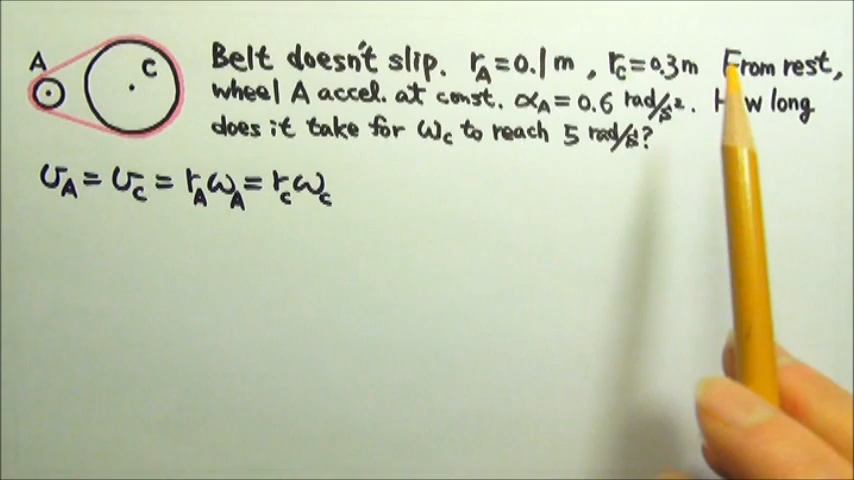 A
C
Belt doesn't slip. rA = 0.1 m , rC = 0.3 m From rest,
wheel A accel. at const. αA = 0.6 rad/s². How long
does it take for ωC to reach 5 rad/s?
υA = υC = rAωA = rCωC